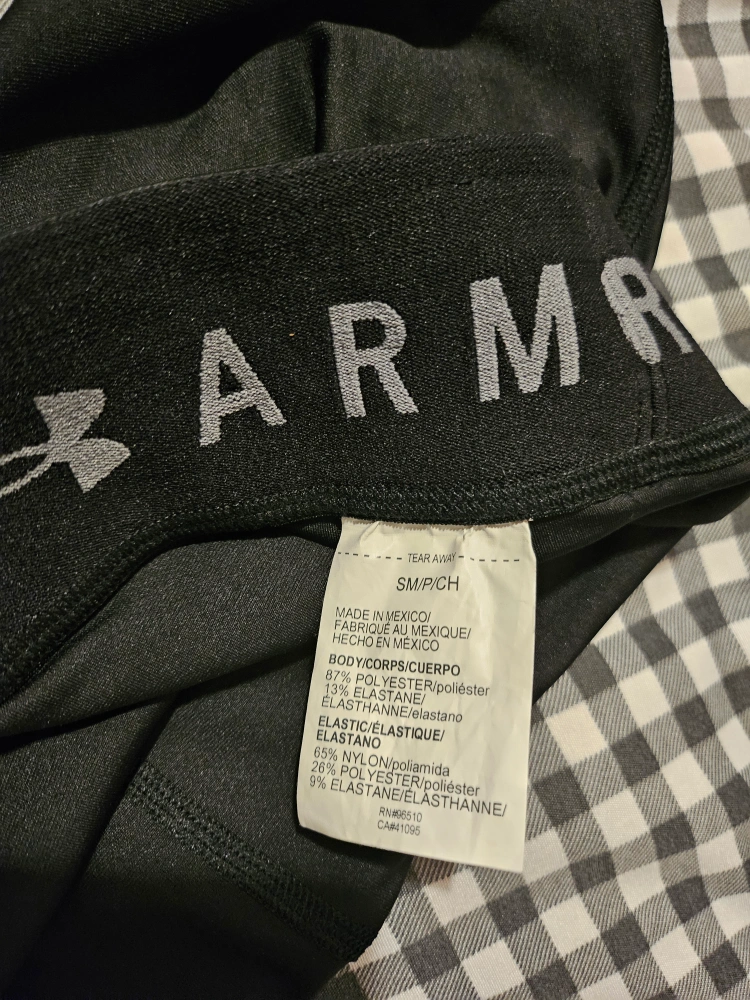 ARMO
TEAR AWAY
SM/P/CH
MADE IN MEXICO/
FABRIQUÉ AU MEXIQUE/
HECHO EN MÉXICO
BODY/CORPS/CUERPO
87% POLYESTER/poliéster
13% ELASTANE/
ÉLASTHANNE/elastano
ELASTIC/ÉLASTIQUE/
ELASTANO
65% NYLON/poliamida
26% POLYESTER/poliéster
9% ELASTANE/ÉLASTHANNE/
RN#96510
CA#41095